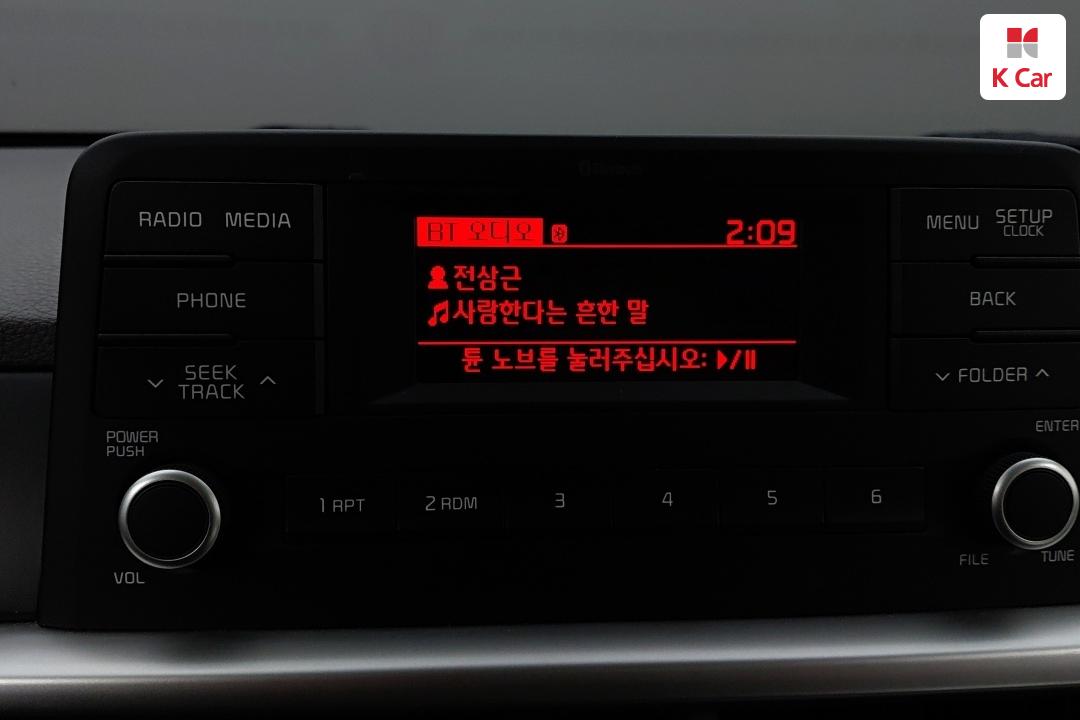 K Car
Bluetooth
RADIO MEDIA
MENU SETUP
CLOCK
BT 오디오 2:09
전상근
사랑한다는 흔한 말
튠 노브를 눌러주십시오:
PHONE
BACK
SEEK
TRACK
FOLDER
POWER
PUSH
ENTER
1 RPT 2 RDM 3 4 5 6
VOL
FILE TUNE